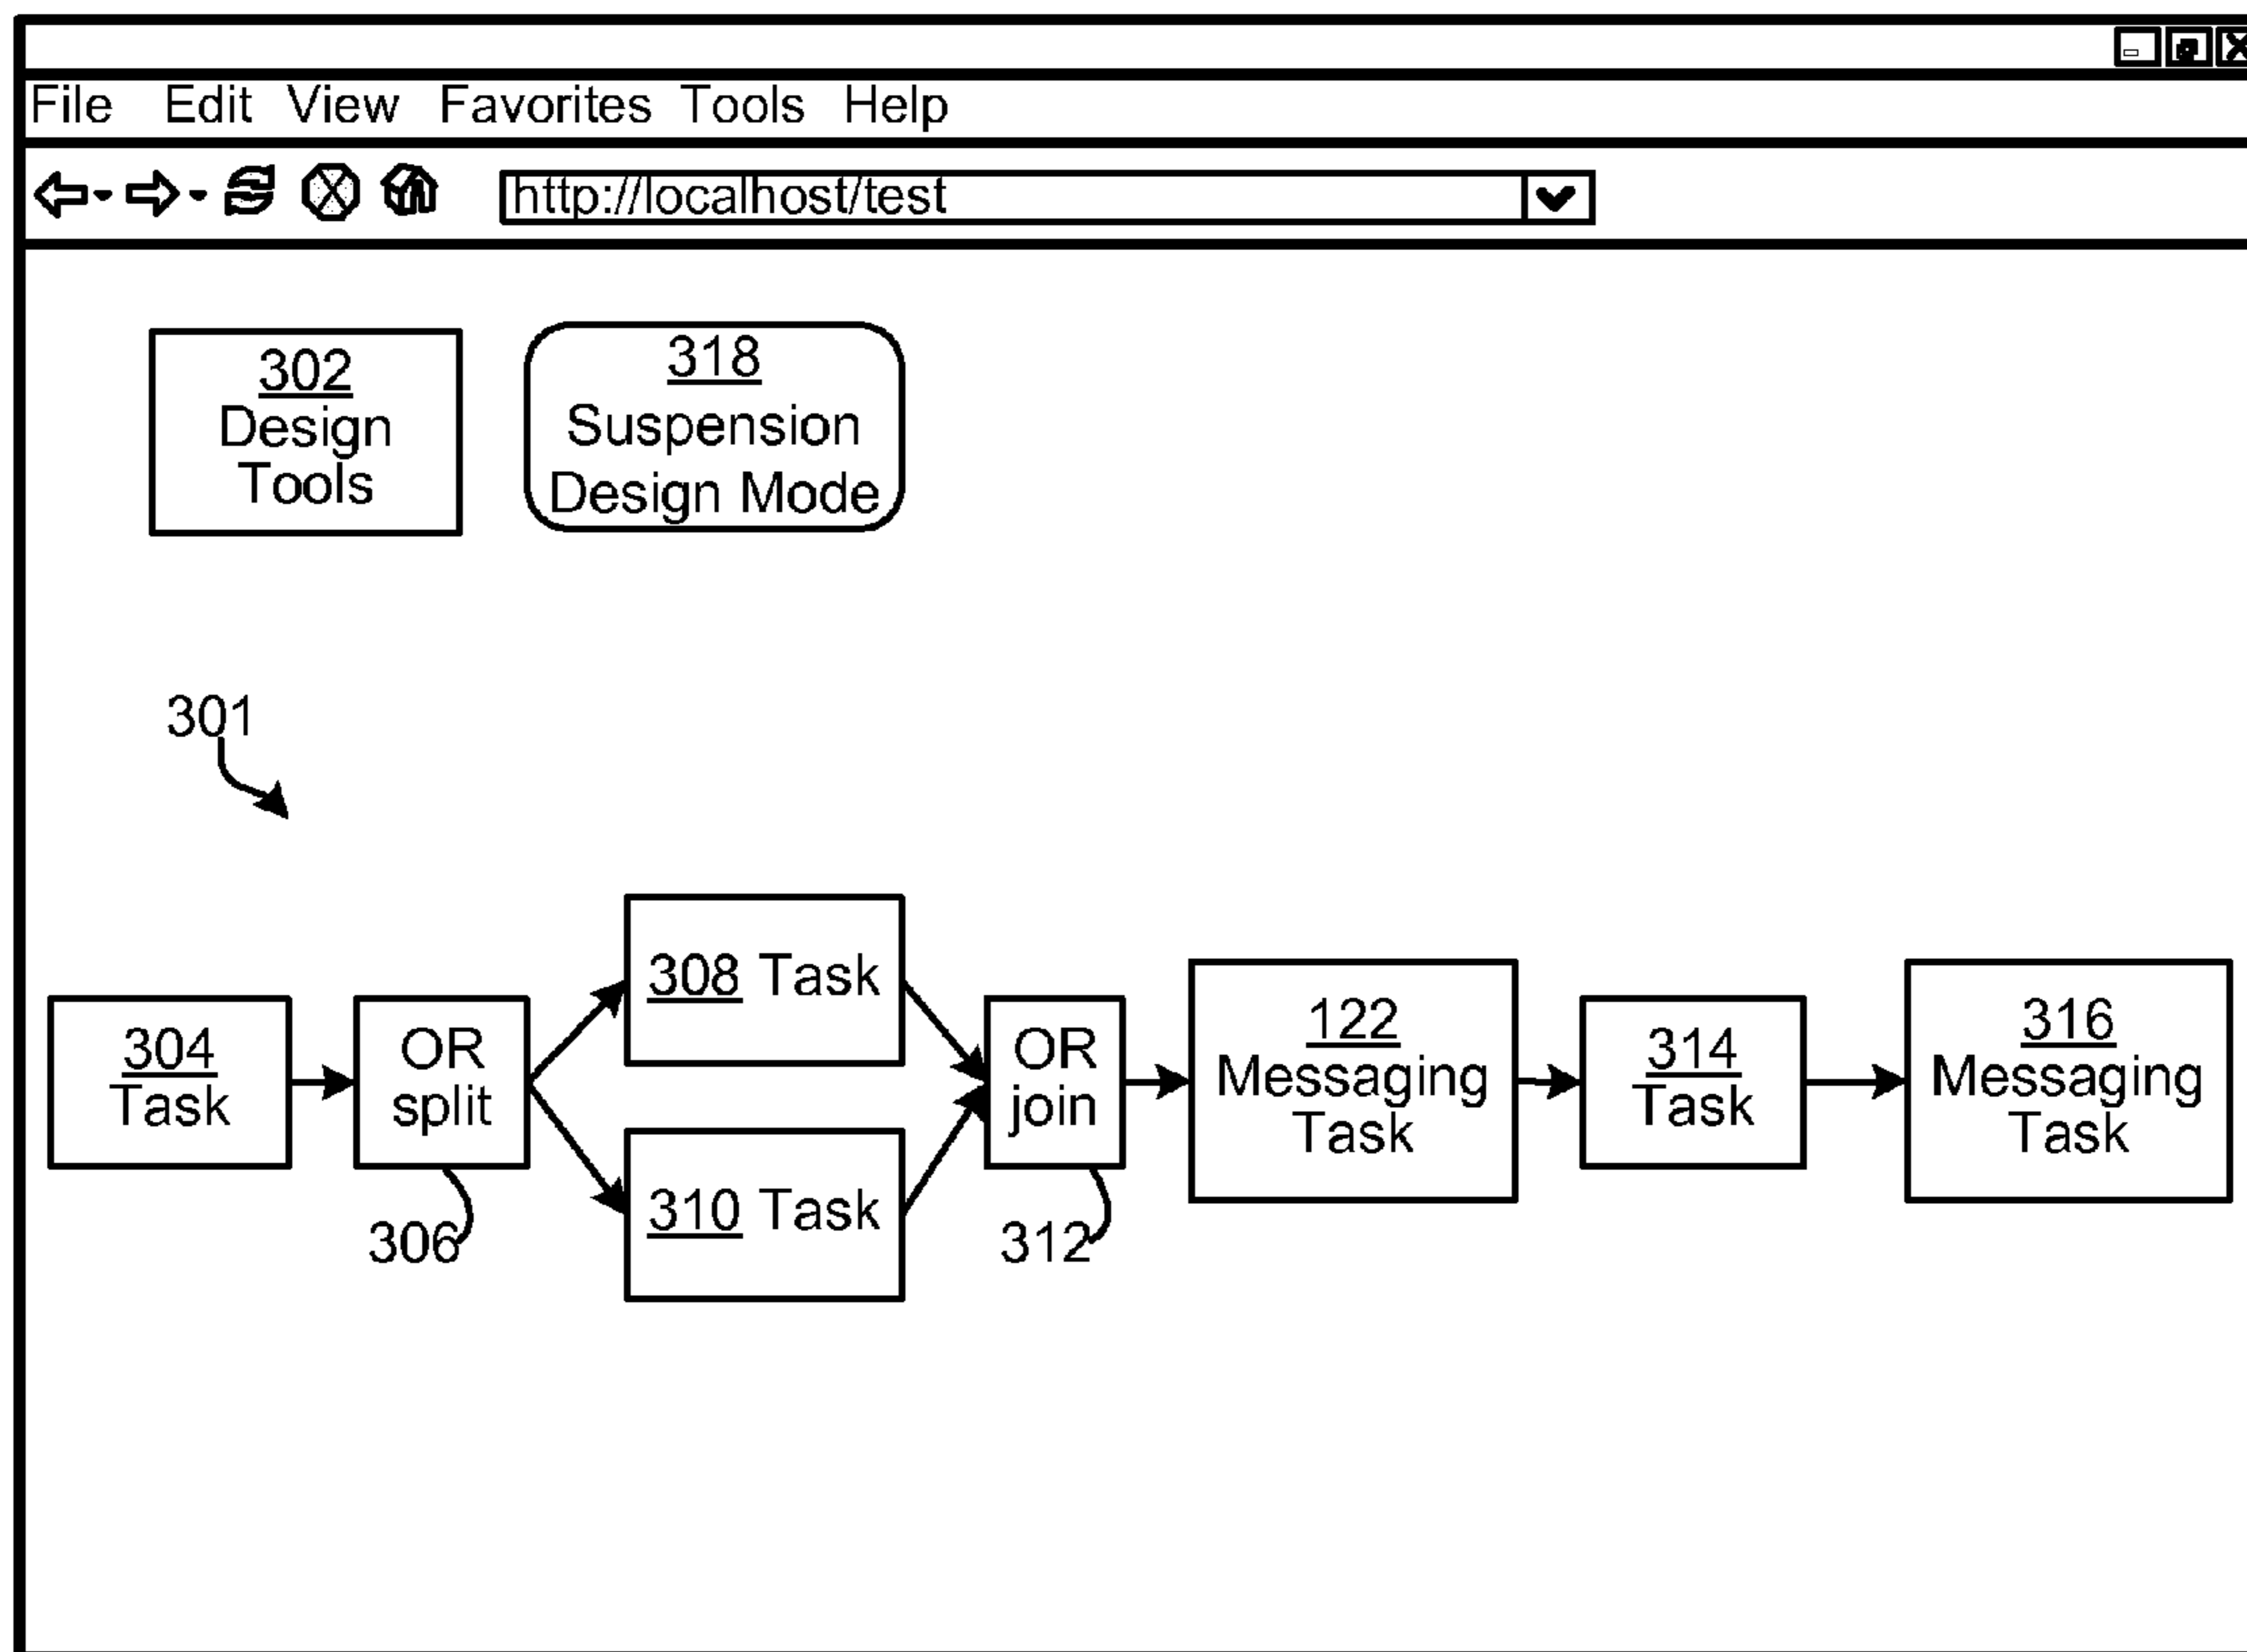 File Edit View Favorites Tools Help
http://localhost/test
302
Design
Tools
318
Suspension
Design Mode
301
304
Task
OR
split
306
308 Task
310 Task
OR
join
312
122
Messaging
Task
314
Task
316
Messaging
Task